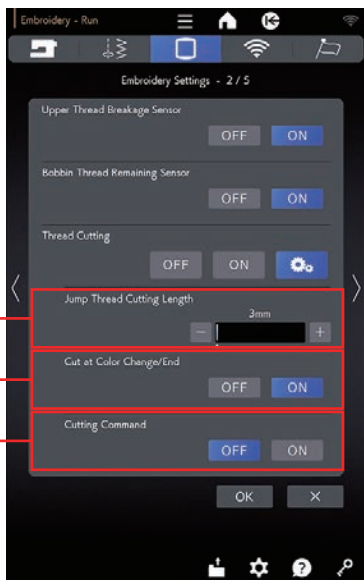 Embroidery - Run
Embroidery Settings - 2 / 5
Upper Thread Breakage Sensor
OFF ON
Bobbin Thread Remaining Sensor
OFF ON
Thread Cutting
OFF ON
Jump Thread Cutting Length
3mm
− +
Cut at Color Change/End
OFF ON
Cutting Command
OFF ON
OK ×